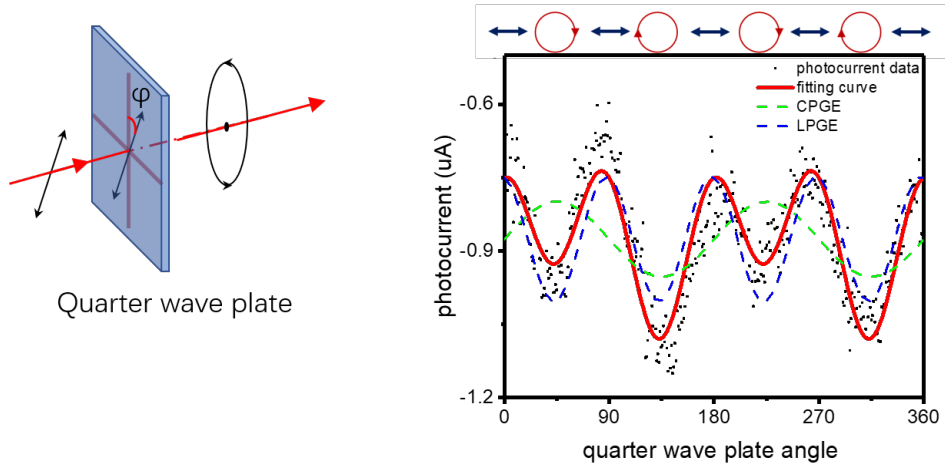 φ
Quarter wave plate
photocurrent data
fitting curve
CPGE
LPGE
photocurrent (uA)
-0.6
-0.9
-1.2
0
90
180
270
360
quarter wave plate angle